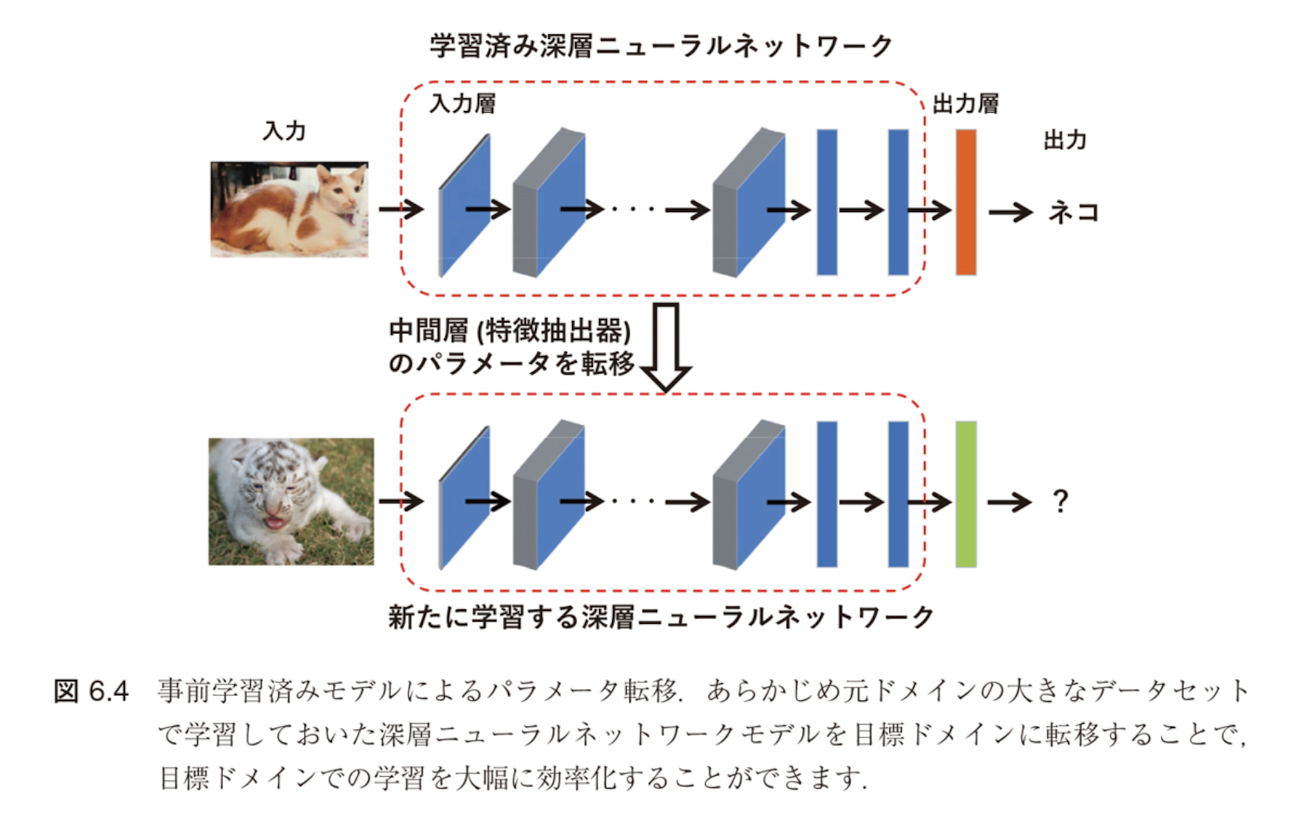 学習済み深層ニューラルネットワーク
入力層
出力層
入力
出力
・・・
ネコ
中間層 (特徴抽出器)
のパラメータを転移
・・・
?
新たに学習する深層ニューラルネットワーク
図 6.4 事前学習済みモデルによるパラメータ転移．あらかじめ元ドメインの大きなデータセット
で学習しておいた深層ニューラルネットワークモデルを目標ドメインに転移することで，
目標ドメインでの学習を大幅に効率化することができます．